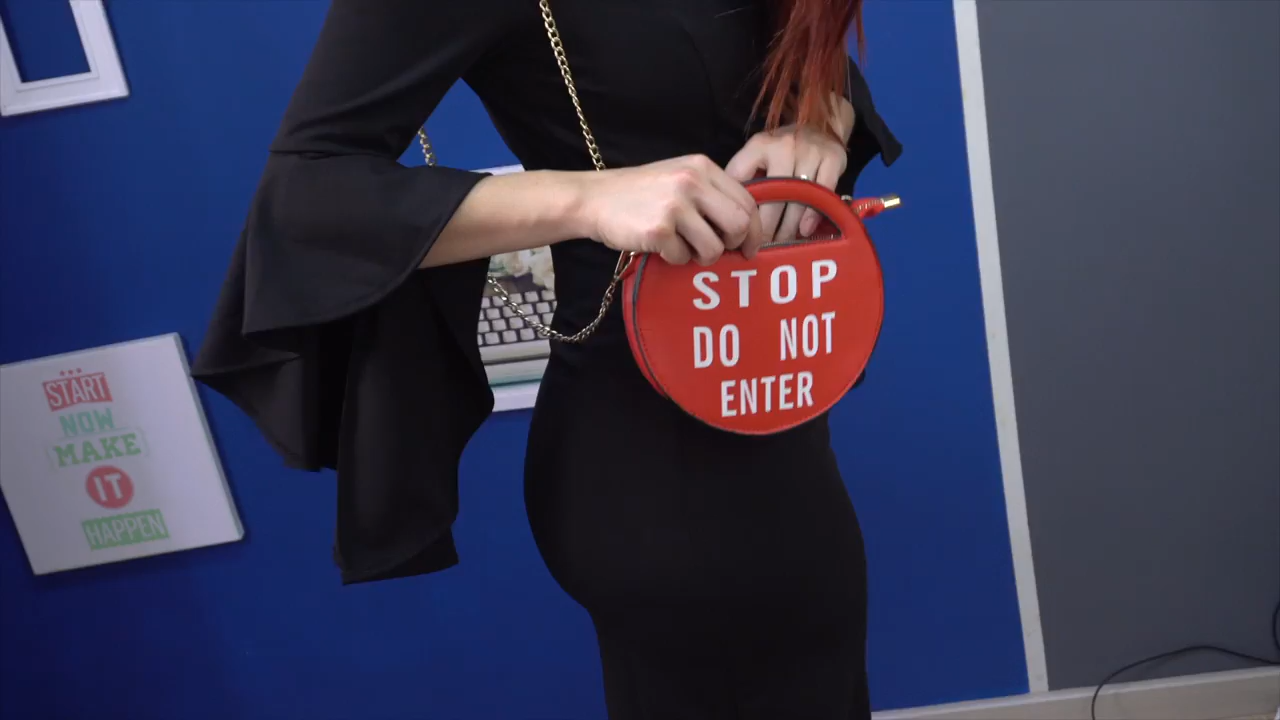 START
NOW
MAKE
IT
HAPPEN
STOP
DO NOT
ENTER